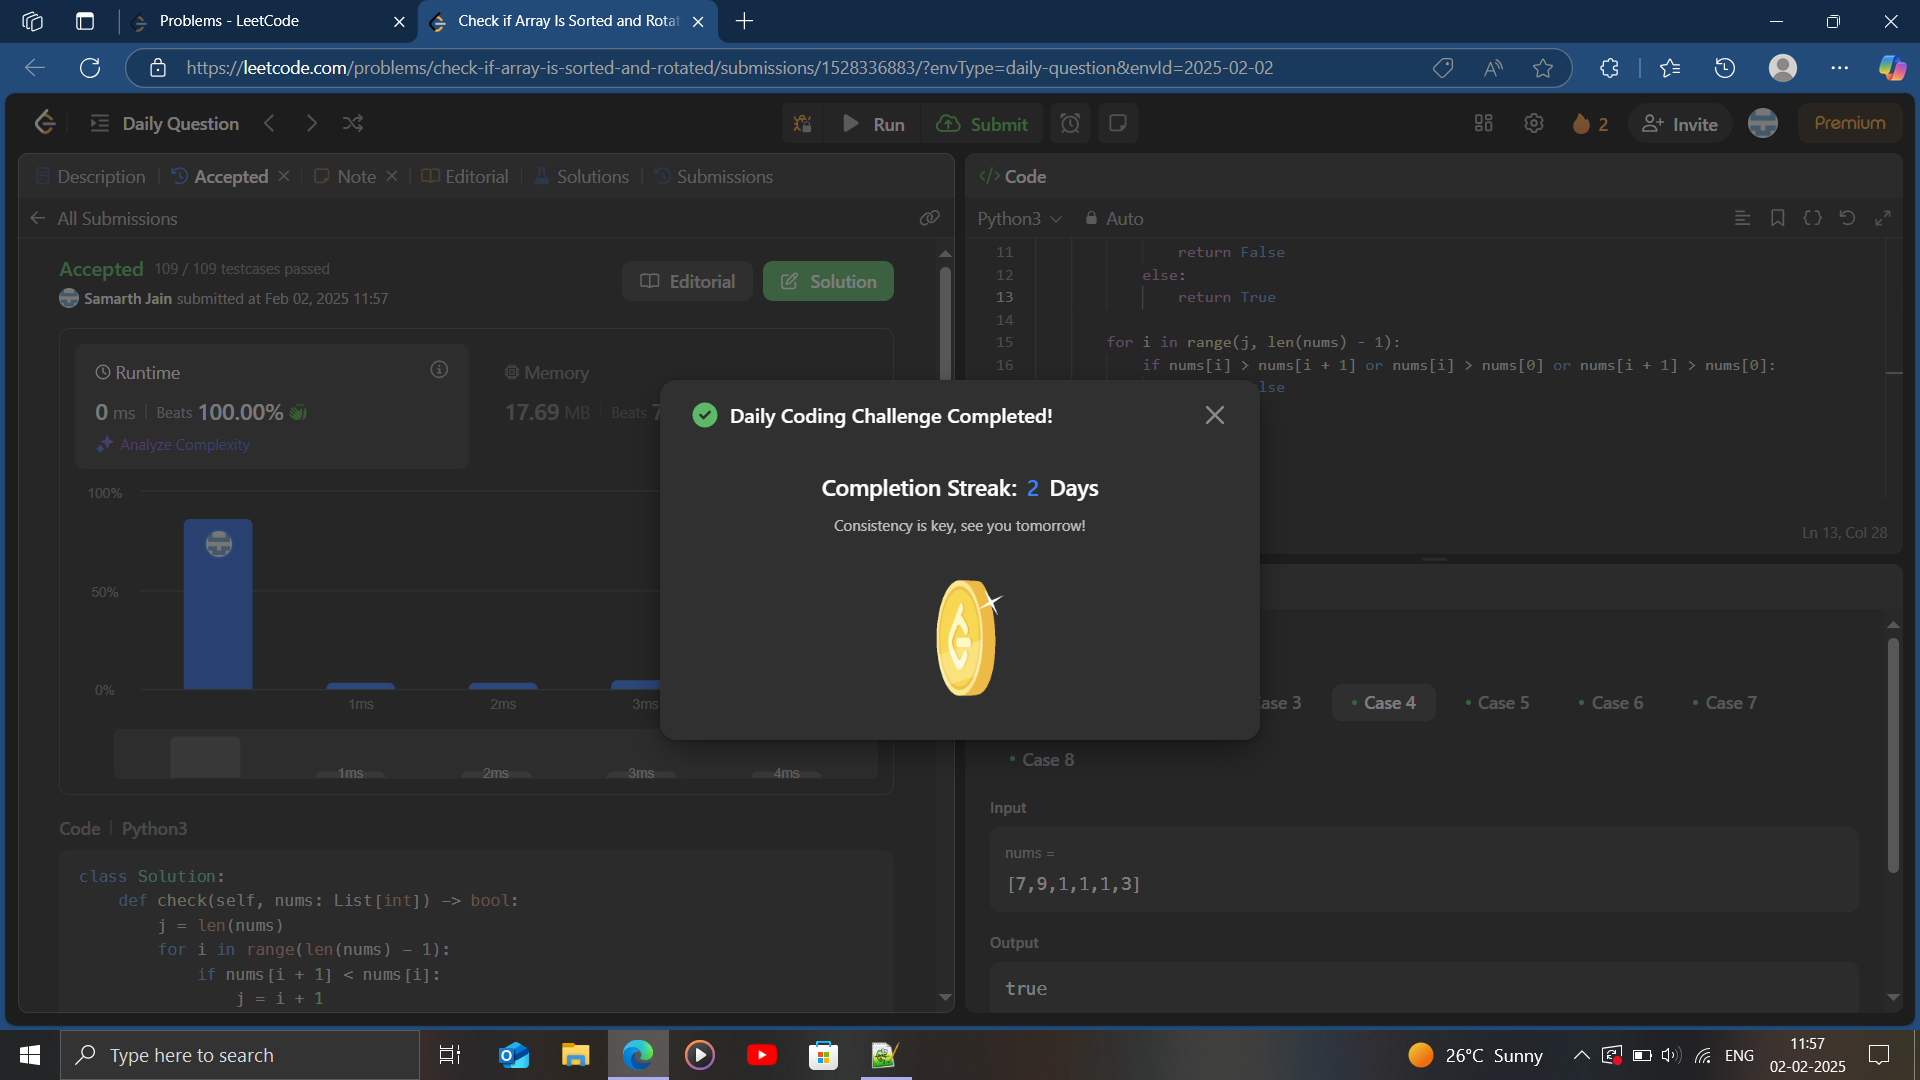 Problems - LeetCode
Check if Array Is Sorted and Rotat
https://leetcode.com/problems/check-if-array-is-sorted-and-rotated/submissions/1528336883/?envType=daily-question&envId=2025-02-02
Daily Question
Run
Submit
2
Invite
Premium
Description
Accepted
Note
Editorial
Solutions
Submissions
All Submissions
Accepted 109 / 109 testcases passed
Samarth Jain submitted at Feb 02, 2025 11:57
Editorial
Solution
Runtime
0 ms | Beats 100.00%
Analyze Complexity
Memory
17.69 MB | Beats 7
100%
50%
0%
1ms 2ms 3ms
1ms 2ms 3ms 4ms
Code | Python3
class Solution:
def check(self, nums: List[int]) -> bool:
j = len(nums)
for i in range(len(nums) - 1):
if nums[i + 1] < nums[i]:
j = i + 1
</> Code
Python3 Auto
11 return False
12 else:
13 return True
14
15 for i in range(j, len(nums) - 1):
16 if nums[i] > nums[i + 1] or nums[i] > nums[0] or nums[i + 1] > nums[0]:
lse
Ln 13, Col 28
Daily Coding Challenge Completed!
Completion Streak: 2 Days
Consistency is key, see you tomorrow!
ase 3
Case 4
Case 5
Case 6
Case 7
Case 8
Input
nums =
[7,9,1,1,1,3]
Output
true
Type here to search
26°C Sunny
ENG
11:57
02-02-2025